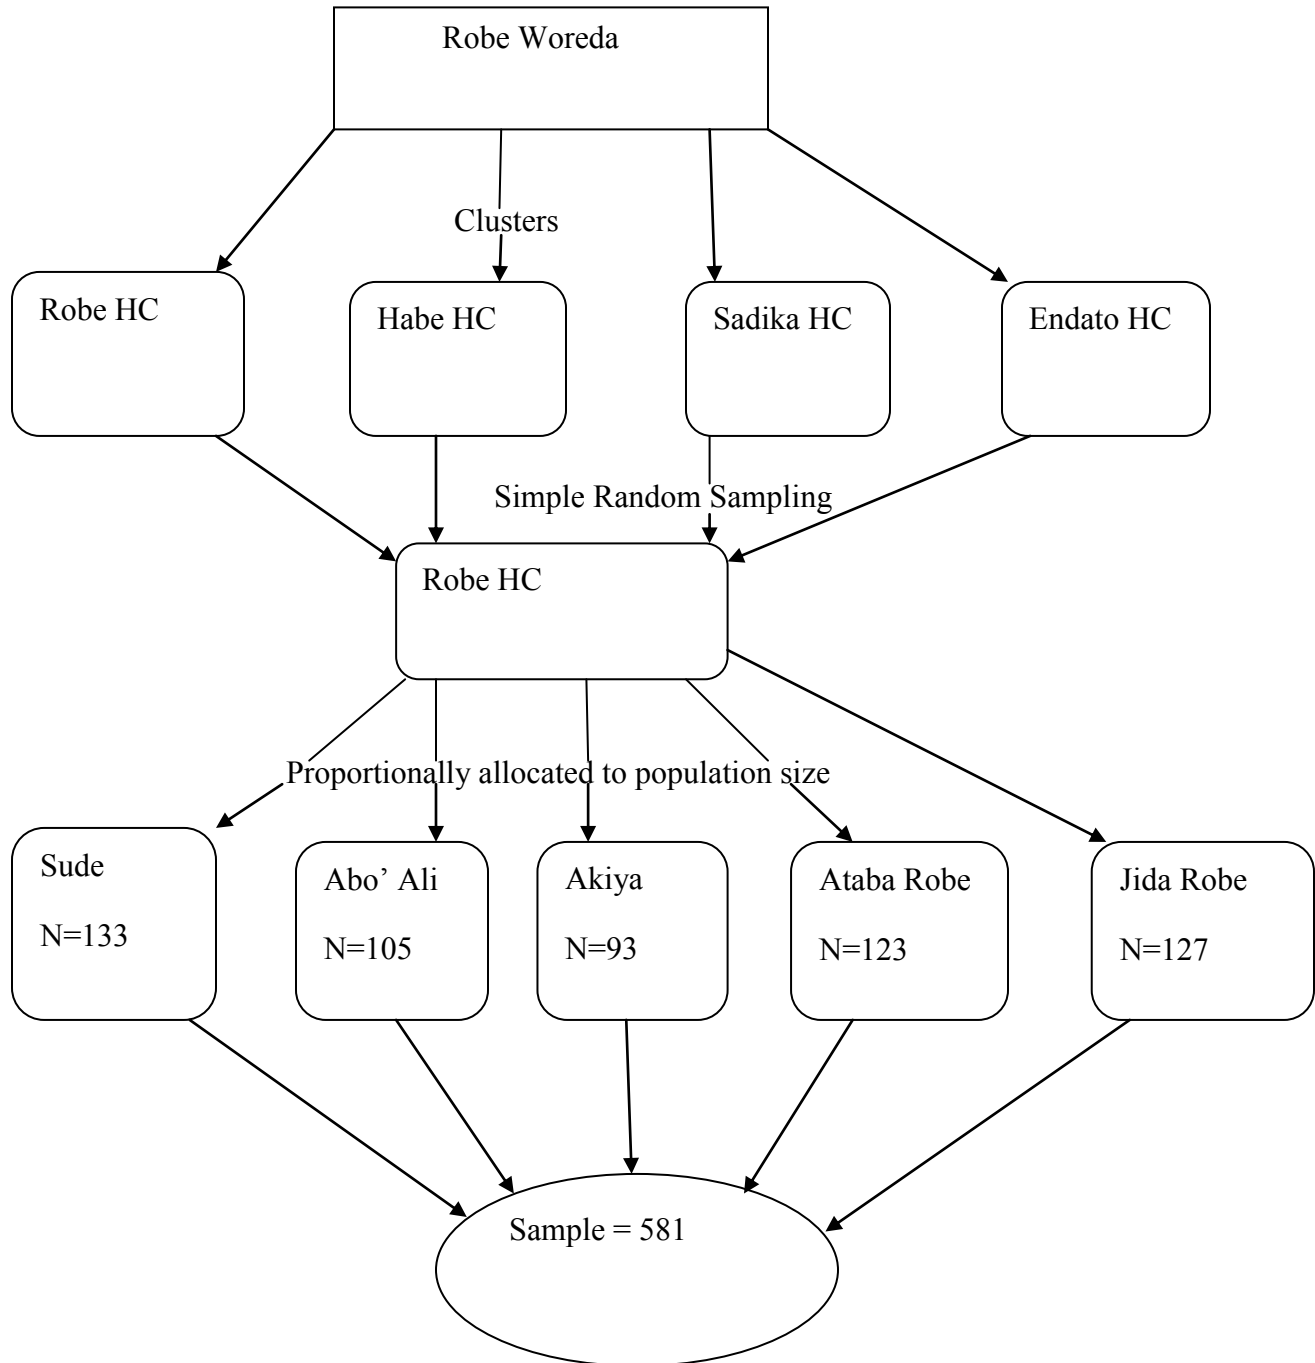 Robe Woreda
Clusters
Robe HC
Habe HC
Sadika HC
Endato HC
Simple Random Sampling
Robe HC
Proportionally allocated to population size
Sude
N=133
Abo’ Ali
N=105
Akiya
N=93
Ataba Robe
N=123
Jida Robe
N=127
Sample = 581